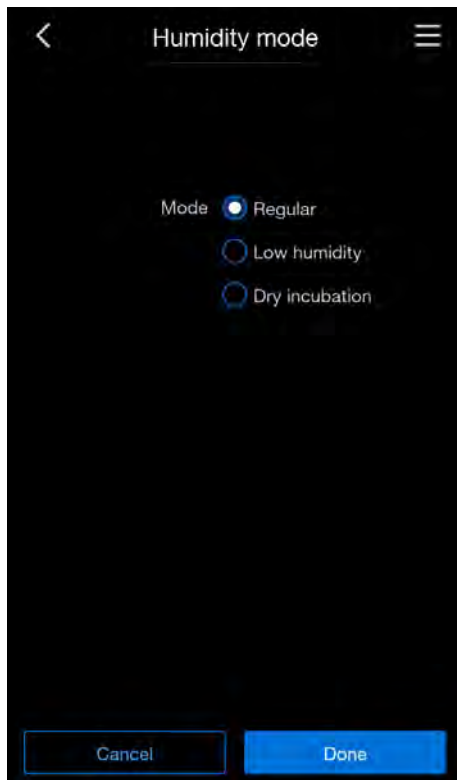 Humidity mode
Mode Regular
Low humidity
Dry incubation
Cancel Done